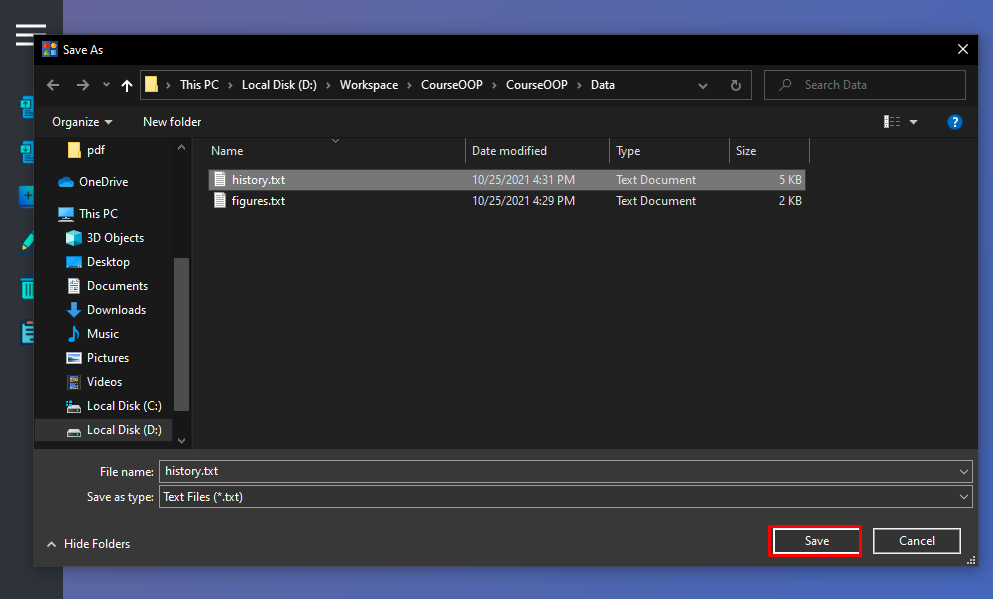 Save As
This PC › Local Disk (D:) › Workspace › CourseOOP › CourseOOP › Data
Search Data
Organize
New folder
?
pdf
OneDrive
This PC
3D Objects
Desktop
Documents
Downloads
Music
Pictures
Videos
Local Disk (C:)
Local Disk (D:)
Name Date modified Type Size
history.txt 10/25/2021 4:31 PM Text Document 5 KB
figures.txt 10/25/2021 4:29 PM Text Document 2 KB
File name: history.txt
Save as type: Text Files (*.txt)
Hide Folders
Save
Cancel